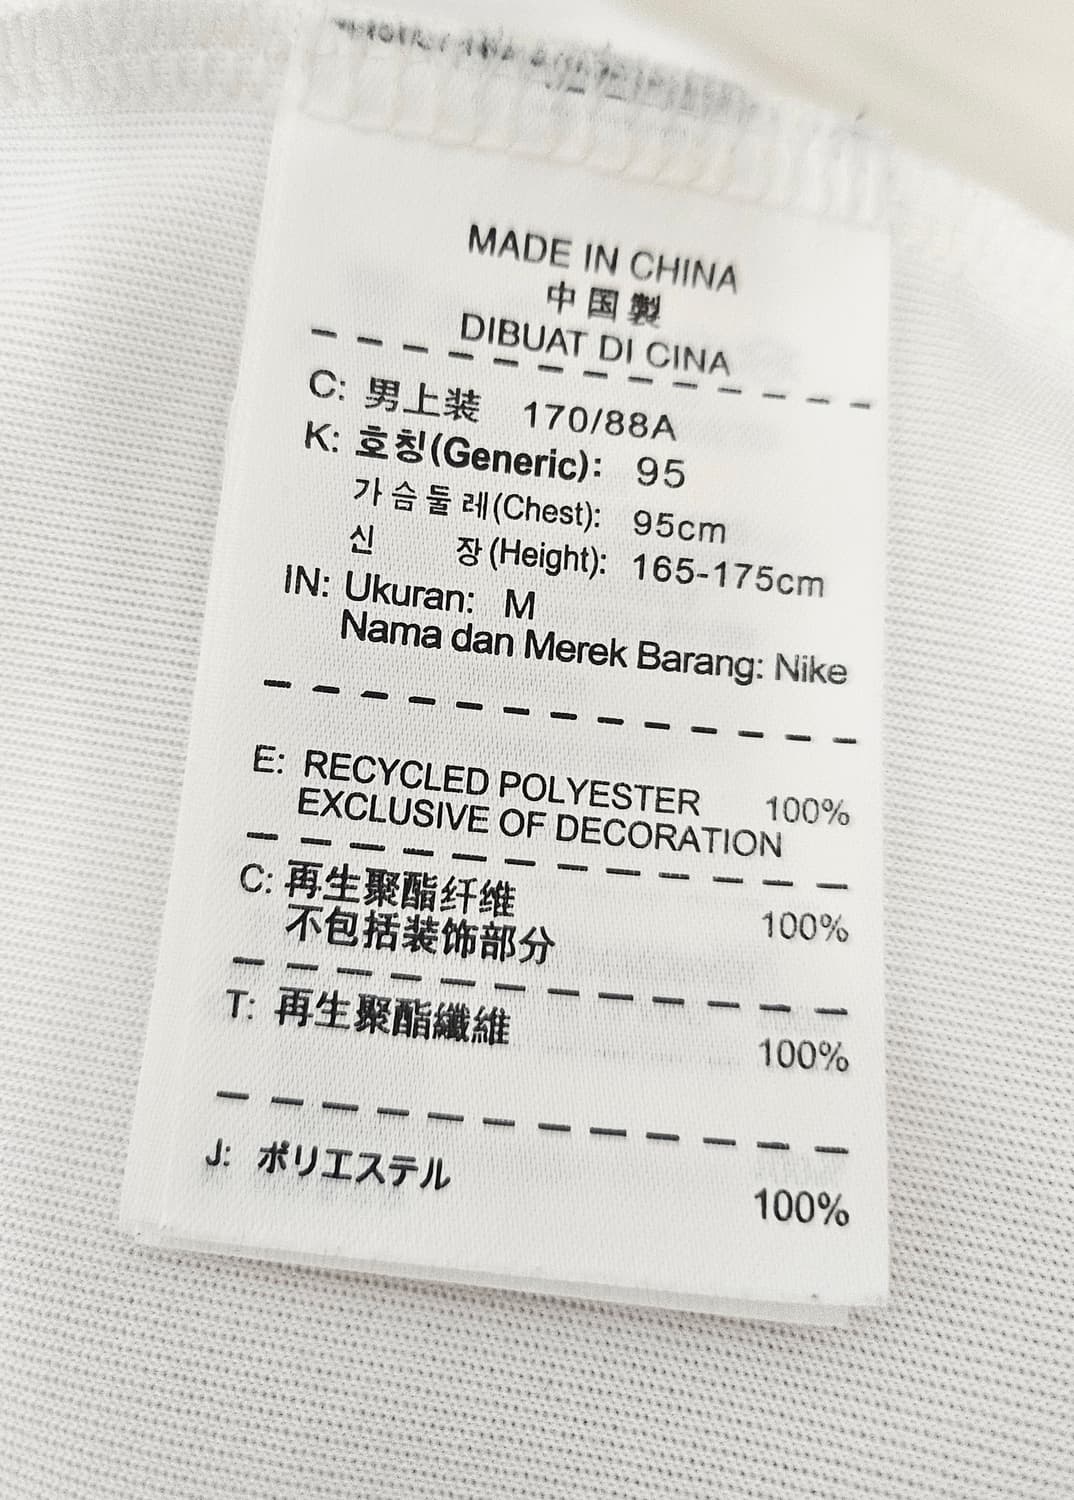 MADE IN CHINA
中国製
DIBUAT DI CINA
C: 男上装 170/88A
K: 호칭(Generic): 95
가슴둘레(Chest): 95cm
신 장(Height): 165-175cm
IN: Ukuran: M
Nama dan Merek Barang: Nike
E: RECYCLED POLYESTER 100%
EXCLUSIVE OF DECORATION
C: 再生聚酯纤维 100%
不包括装饰部分
T: 再生聚酯纖維 100%
J: ポリエステル 100%